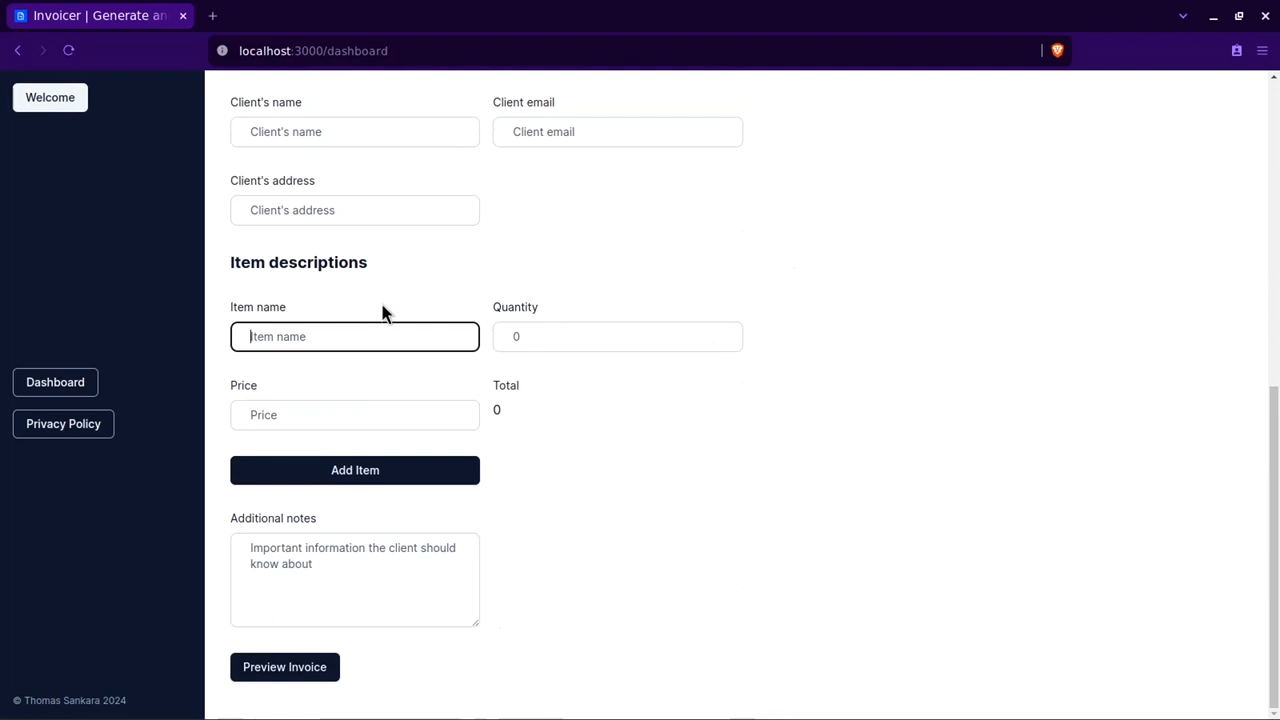 Invoicer | Generate an
localhost:3000/dashboard
Welcome
Dashboard
Privacy Policy
© Thomas Sankara 2024
Client's name
Client email
Client's name
Client email
Client's address
Client's address
Item descriptions
Item name
Quantity
Item name
0
Price
Total
Price
0
Add Item
Additional notes
Important information the client should
know about
Preview Invoice